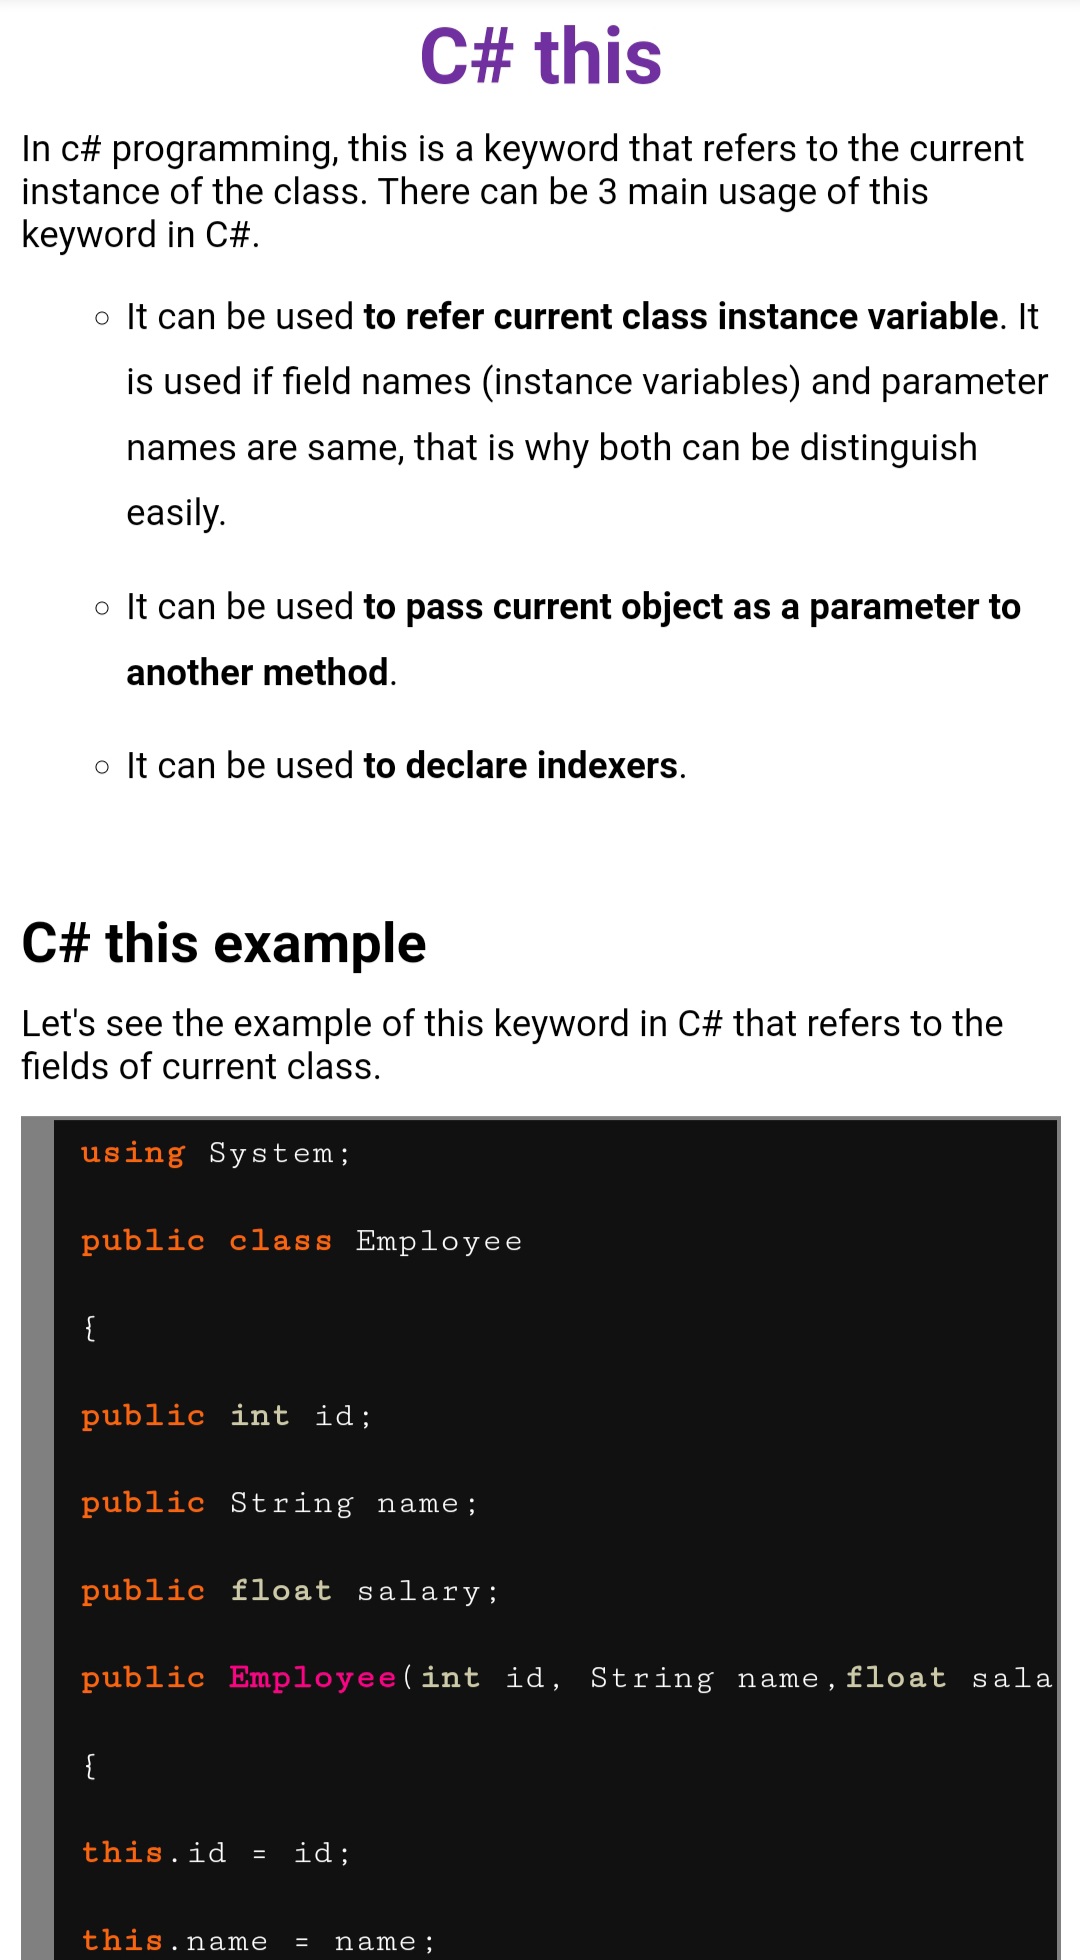 C# this
In c# programming, this is a keyword that refers to the current
instance of the class. There can be 3 main usage of this
keyword in C#.
○ It can be used to refer current class instance variable. It
is used if field names (instance variables) and parameter
names are same, that is why both can be distinguish
easily.
○ It can be used to pass current object as a parameter to
another method.
○ It can be used to declare indexers.
C# this example
Let's see the example of this keyword in C# that refers to the
fields of current class.
using System;
public class Employee
{
public int id;
public String name;
public float salary;
public Employee(int id, String name,float sala
{
this.id = id;
this.name = name;